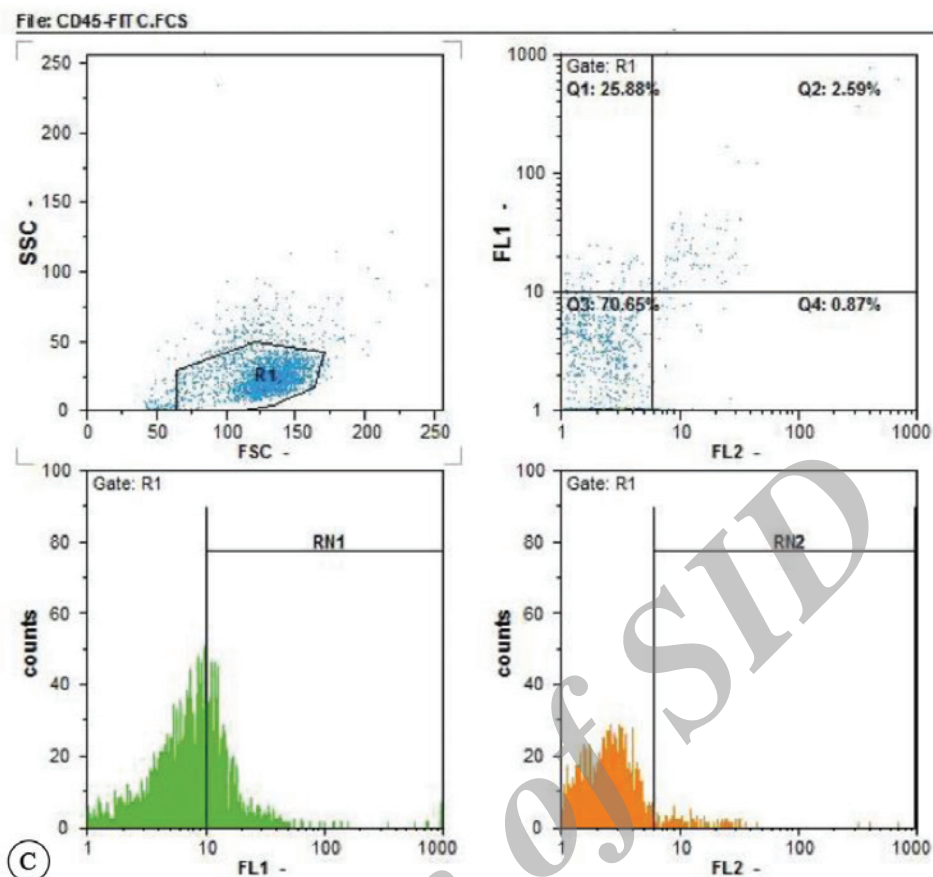 File: CD45-FITC.FCS
250
200
150
100
50
0
SSC -
R1
0 50 100 150 200 250
FSC -
1000
100
10
1
FL1 -
Gate: R1
Q1: 25.88% Q2: 2.59%
Q3: 70.65% Q4: 0.87%
1 10 100 1000
FL2 -
100
80
60
40
20
0
counts
Gate: R1
RN1
1 10 100 1000
FL1 -
100
80
60
40
20
0
counts
Gate: R1
RN2
1 10 100 1000
FL2 -
C
of SID